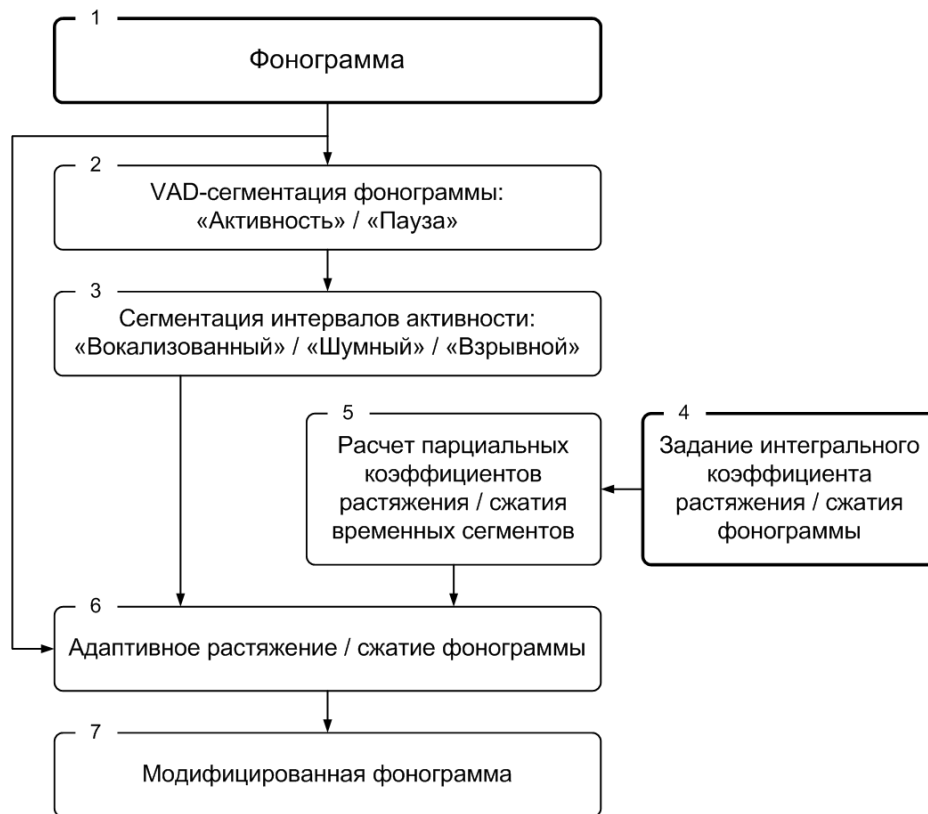 1
Фонограмма
2
VAD-сегментация фонограммы:
«Активность» / «Пауза»
3
Сегментация интервалов активности:
«Вокализованный» / «Шумный» / «Взрывной»
5
Расчет парциальных
коэффициентов
растяжения / сжатия
временных сегментов
4
Задание интегрального
коэффициента
растяжения / сжатия
фонограммы
6
Адаптивное растяжение / сжатие фонограммы
7
Модифицированная фонограмма